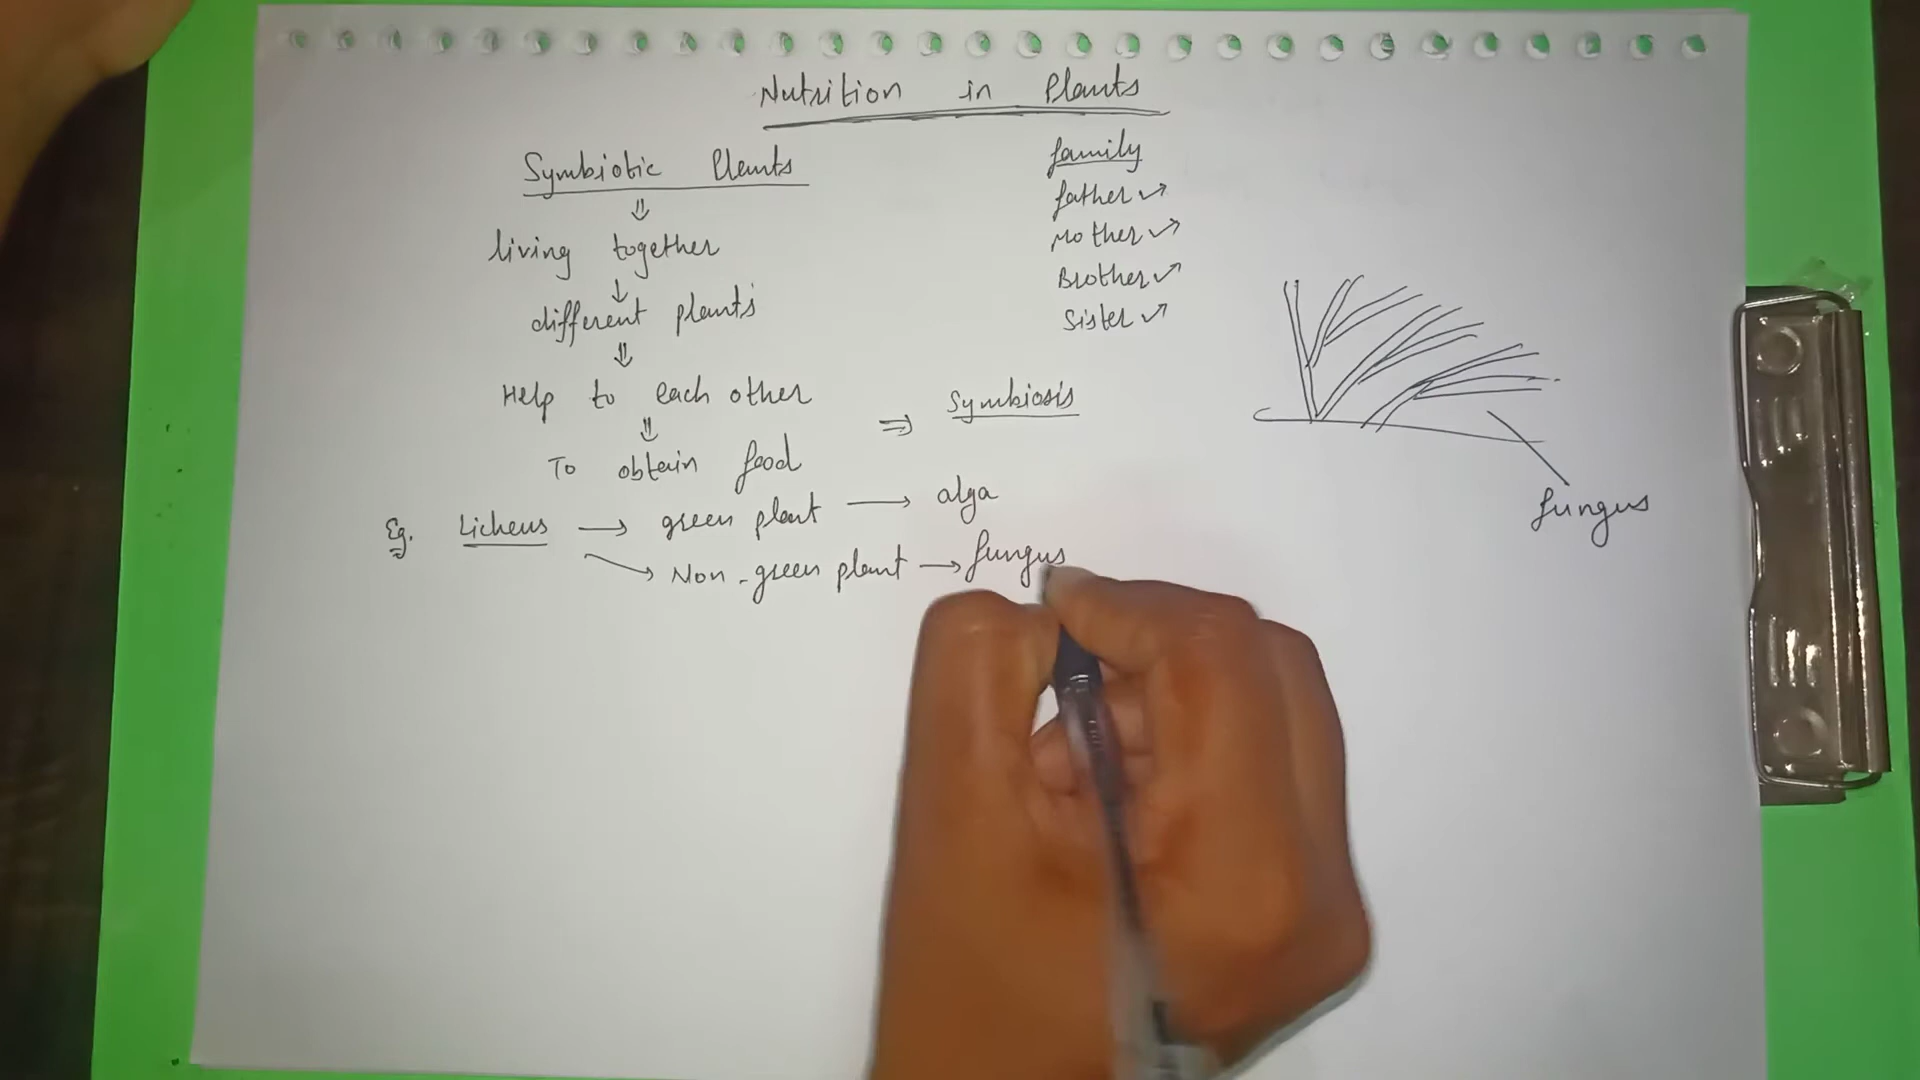 Nutrition in Plants
Symbiotic Plants
⇓
living together
↓
different plants
⇓
Help to each other
⇓
To obtain food
⇒ Symbiosis
Eg. Lichens → green plant → alga
→ Non-green plant → fungus
family
father ✓
Mother ✓
Brother ✓
Sister ✓
fungus